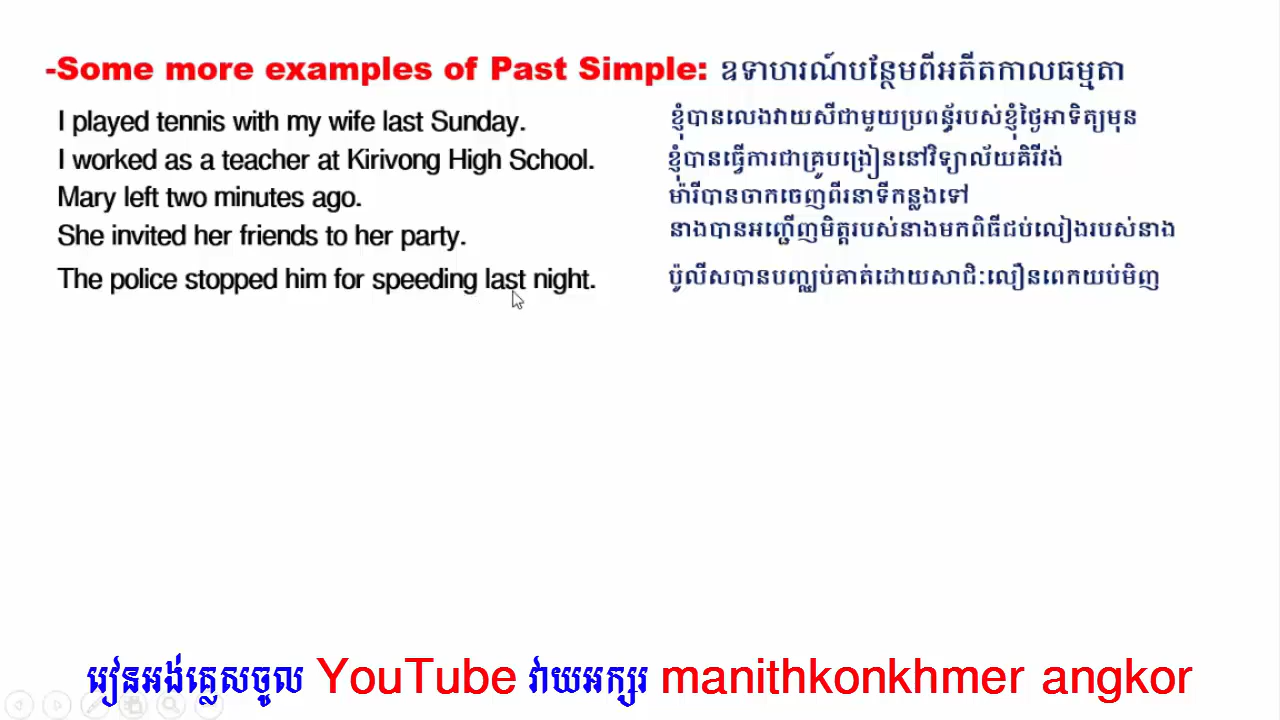 -Some more examples of Past Simple: ឧទាហរណ៍បន្ថែមពីអតីតកាលធម្មតា
I played tennis with my wife last Sunday. ខ្ញុំបានលេងវាយសីជាមួយប្រពន្ធ័របស់ខ្ញុំថ្ងៃអាទិត្យមុន
I worked as a teacher at Kirivong High School. ខ្ញុំបានធ្វើការជាគ្រូបង្រៀននៅវិទ្យាល័យគិរីវង់
Mary left two minutes ago. ម៉ារីបានចាកចេញពីរនាទីកន្លងទៅ
She invited her friends to her party. នាងបានអញ្ជើញមិត្តរបស់នាងមកពិធីជប់លៀងរបស់នាង
The police stopped him for speeding last night. ប៉ូលីសបានបញ្ឈប់គាត់ដោយសាជិះលឿនពេកយប់មិញ
រៀនអង់គ្លេសចូល YouTube វាយអក្សរ manithkonkhmer angkor